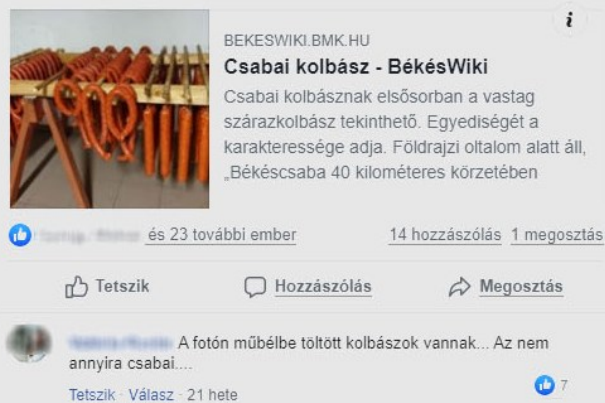 BEKESWIKI.BMK.HU
Csabai kolbász - BékésWiki
Csabai kolbásznak elsősorban a vastag
szárazkolbász tekinthető. Egyediségét a
karakteressége adja. Földrajzi oltalom alatt áll,
„Békéscsaba 40 kilométeres körzetében
és 23 további ember 14 hozzászólás 1 megosztás
Tetszik Hozzászólás Megosztás
A fotón műbélbe töltött kolbászok vannak... Az nem
annyira csabai....
Tetszik · Válasz · 21 hete 7